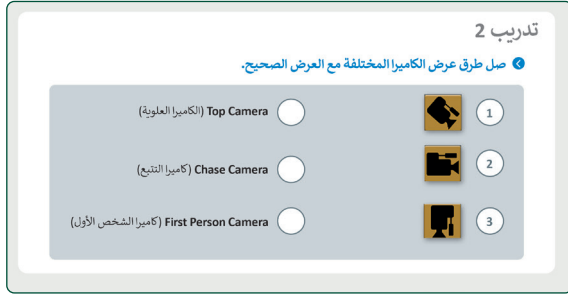 تدريب 2
صل طرق عرض الكاميرا المختلفة مع العرض الصحيح.
1
Top Camera (الكاميرا العلوية)
2
Chase Camera (كاميرا التتبع)
3
First Person Camera (كاميرا الشخص الأول)